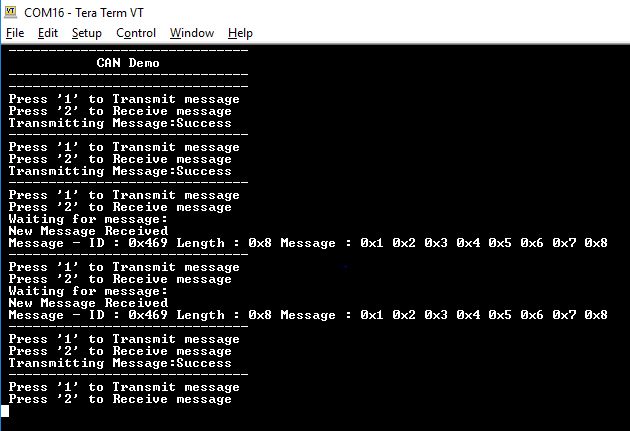 COM16 - Tera Term VT
File Edit Setup Control Window Help
------------------------------
CAN Demo
------------------------------
------------------------------
Press '1' to Transmit message
Press '2' to Receive message
Transmitting Message:Success
------------------------------
Press '1' to Transmit message
Press '2' to Receive message
Transmitting Message:Success
------------------------------
Press '1' to Transmit message
Press '2' to Receive message
Waiting for message:
New Message Received
Message - ID : 0x469 Length : 0x8 Message : 0x1 0x2 0x3 0x4 0x5 0x6 0x7 0x8
------------------------------
Press '1' to Transmit message
Press '2' to Receive message
Waiting for message:
New Message Received
Message - ID : 0x469 Length : 0x8 Message : 0x1 0x2 0x3 0x4 0x5 0x6 0x7 0x8
------------------------------
Press '1' to Transmit message
Press '2' to Receive message
Transmitting Message:Success
------------------------------
Press '1' to Transmit message
Press '2' to Receive message